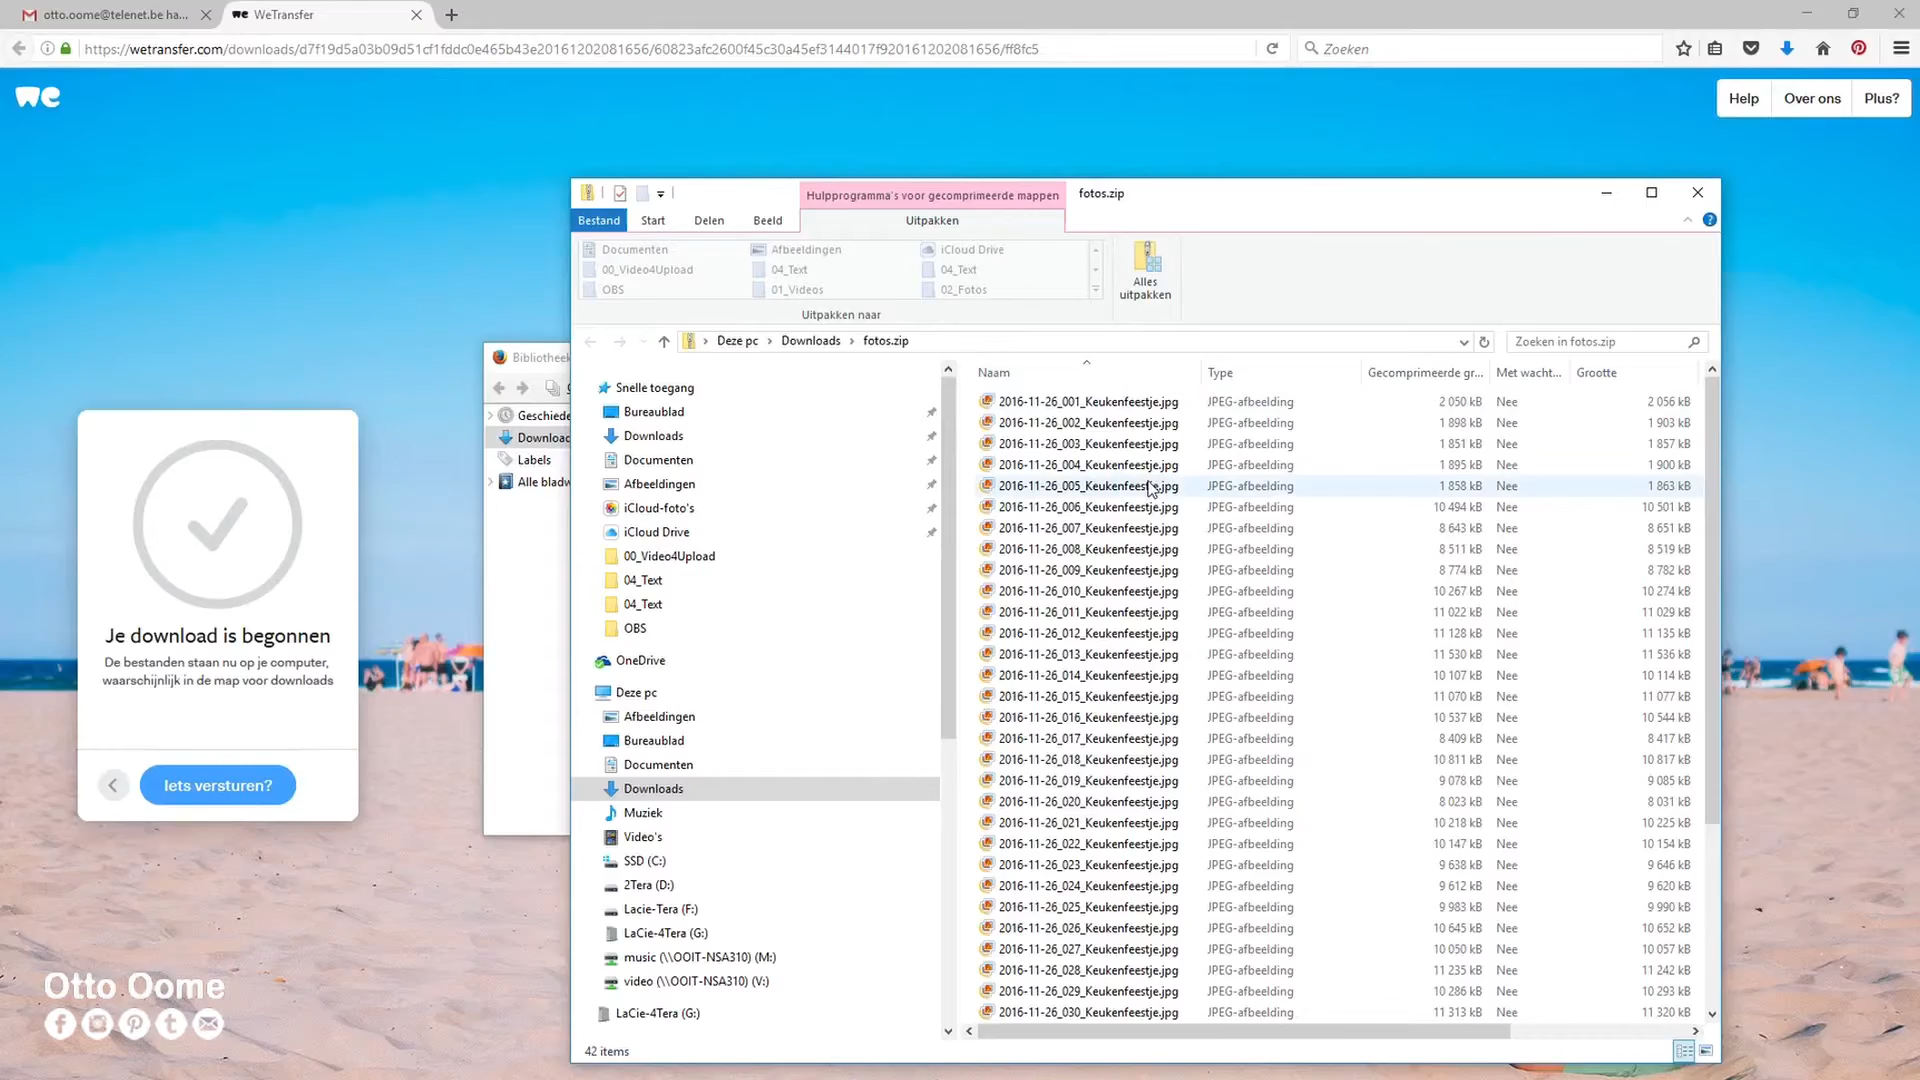 otto.oome@telenet.be ha...
WeTransfer
https://wetransfer.com/downloads/d7f19d5a03b09d51cf1fddc0e465b43e20161202081656/60823afc2600f45c30a45ef3144017f920161202081656/ff8fc5
Zoeken
we
Help
Over ons
Plus?
Hulpprogramma's voor gecomprimeerde mappen
fotos.zip
Bestand
Start
Delen
Beeld
Uitpakken
Documenten
Afbeeldingen
iCloud Drive
00_Video4Upload
04_Text
04_Text
OBS
01_Videos
02_Fotos
Alles
uitpakken
Uitpakken naar
Deze pc > Downloads > fotos.zip
Zoeken in fotos.zip
Bibliotheek
Geschiede
Download
Labels
Alle bladw
Je download is begonnen
De bestanden staan nu op je computer,
waarschijnlijk in de map voor downloads
Iets versturen?
Snelle toegang
Bureaublad
Downloads
Documenten
Afbeeldingen
iCloud-foto's
iCloud Drive
00_Video4Upload
04_Text
04_Text
OBS
OneDrive
Deze pc
Afbeeldingen
Bureaublad
Documenten
Downloads
Muziek
Video's
SSD (C:)
2Tera (D:)
Lacie-Tera (F:)
LaCie-4Tera (G:)
music (\\OOIT-NSA310) (M:)
video (\\OOIT-NSA310) (V:)
LaCie-4Tera (G:)
Naam Type Gecomprimeerde gr... Met wacht... Grootte
2016-11-26_001_Keukenfeestje.jpg JPEG-afbeelding 2 050 kB Nee 2 056 kB
2016-11-26_002_Keukenfeestje.jpg JPEG-afbeelding 1 898 kB Nee 1 903 kB
2016-11-26_003_Keukenfeestje.jpg JPEG-afbeelding 1 851 kB Nee 1 857 kB
2016-11-26_004_Keukenfeestje.jpg JPEG-afbeelding 1 895 kB Nee 1 900 kB
2016-11-26_005_Keukenfeestje.jpg JPEG-afbeelding 1 858 kB Nee 1 863 kB
2016-11-26_006_Keukenfeestje.jpg JPEG-afbeelding 10 494 kB Nee 10 501 kB
2016-11-26_007_Keukenfeestje.jpg JPEG-afbeelding 8 643 kB Nee 8 651 kB
2016-11-26_008_Keukenfeestje.jpg JPEG-afbeelding 8 511 kB Nee 8 519 kB
2016-11-26_009_Keukenfeestje.jpg JPEG-afbeelding 8 774 kB Nee 8 782 kB
2016-11-26_010_Keukenfeestje.jpg JPEG-afbeelding 10 267 kB Nee 10 274 kB
2016-11-26_011_Keukenfeestje.jpg JPEG-afbeelding 11 022 kB Nee 11 029 kB
2016-11-26_012_Keukenfeestje.jpg JPEG-afbeelding 11 128 kB Nee 11 135 kB
2016-11-26_013_Keukenfeestje.jpg JPEG-afbeelding 11 530 kB Nee 11 536 kB
2016-11-26_014_Keukenfeestje.jpg JPEG-afbeelding 10 107 kB Nee 10 114 kB
2016-11-26_015_Keukenfeestje.jpg JPEG-afbeelding 11 070 kB Nee 11 077 kB
2016-11-26_016_Keukenfeestje.jpg JPEG-afbeelding 10 537 kB Nee 10 544 kB
2016-11-26_017_Keukenfeestje.jpg JPEG-afbeelding 8 409 kB Nee 8 417 kB
2016-11-26_018_Keukenfeestje.jpg JPEG-afbeelding 10 811 kB Nee 10 817 kB
2016-11-26_019_Keukenfeestje.jpg JPEG-afbeelding 9 078 kB Nee 9 085 kB
2016-11-26_020_Keukenfeestje.jpg JPEG-afbeelding 8 023 kB Nee 8 031 kB
2016-11-26_021_Keukenfeestje.jpg JPEG-afbeelding 10 218 kB Nee 10 225 kB
2016-11-26_022_Keukenfeestje.jpg JPEG-afbeelding 10 147 kB Nee 10 154 kB
2016-11-26_023_Keukenfeestje.jpg JPEG-afbeelding 9 638 kB Nee 9 646 kB
2016-11-26_024_Keukenfeestje.jpg JPEG-afbeelding 9 612 kB Nee 9 620 kB
2016-11-26_025_Keukenfeestje.jpg JPEG-afbeelding 9 983 kB Nee 9 990 kB
2016-11-26_026_Keukenfeestje.jpg JPEG-afbeelding 10 645 kB Nee 10 652 kB
2016-11-26_027_Keukenfeestje.jpg JPEG-afbeelding 10 050 kB Nee 10 057 kB
2016-11-26_028_Keukenfeestje.jpg JPEG-afbeelding 11 235 kB Nee 11 242 kB
2016-11-26_029_Keukenfeestje.jpg JPEG-afbeelding 10 286 kB Nee 10 293 kB
2016-11-26_030_Keukenfeestje.jpg JPEG-afbeelding 11 313 kB Nee 11 320 kB
42 items
Otto Oome